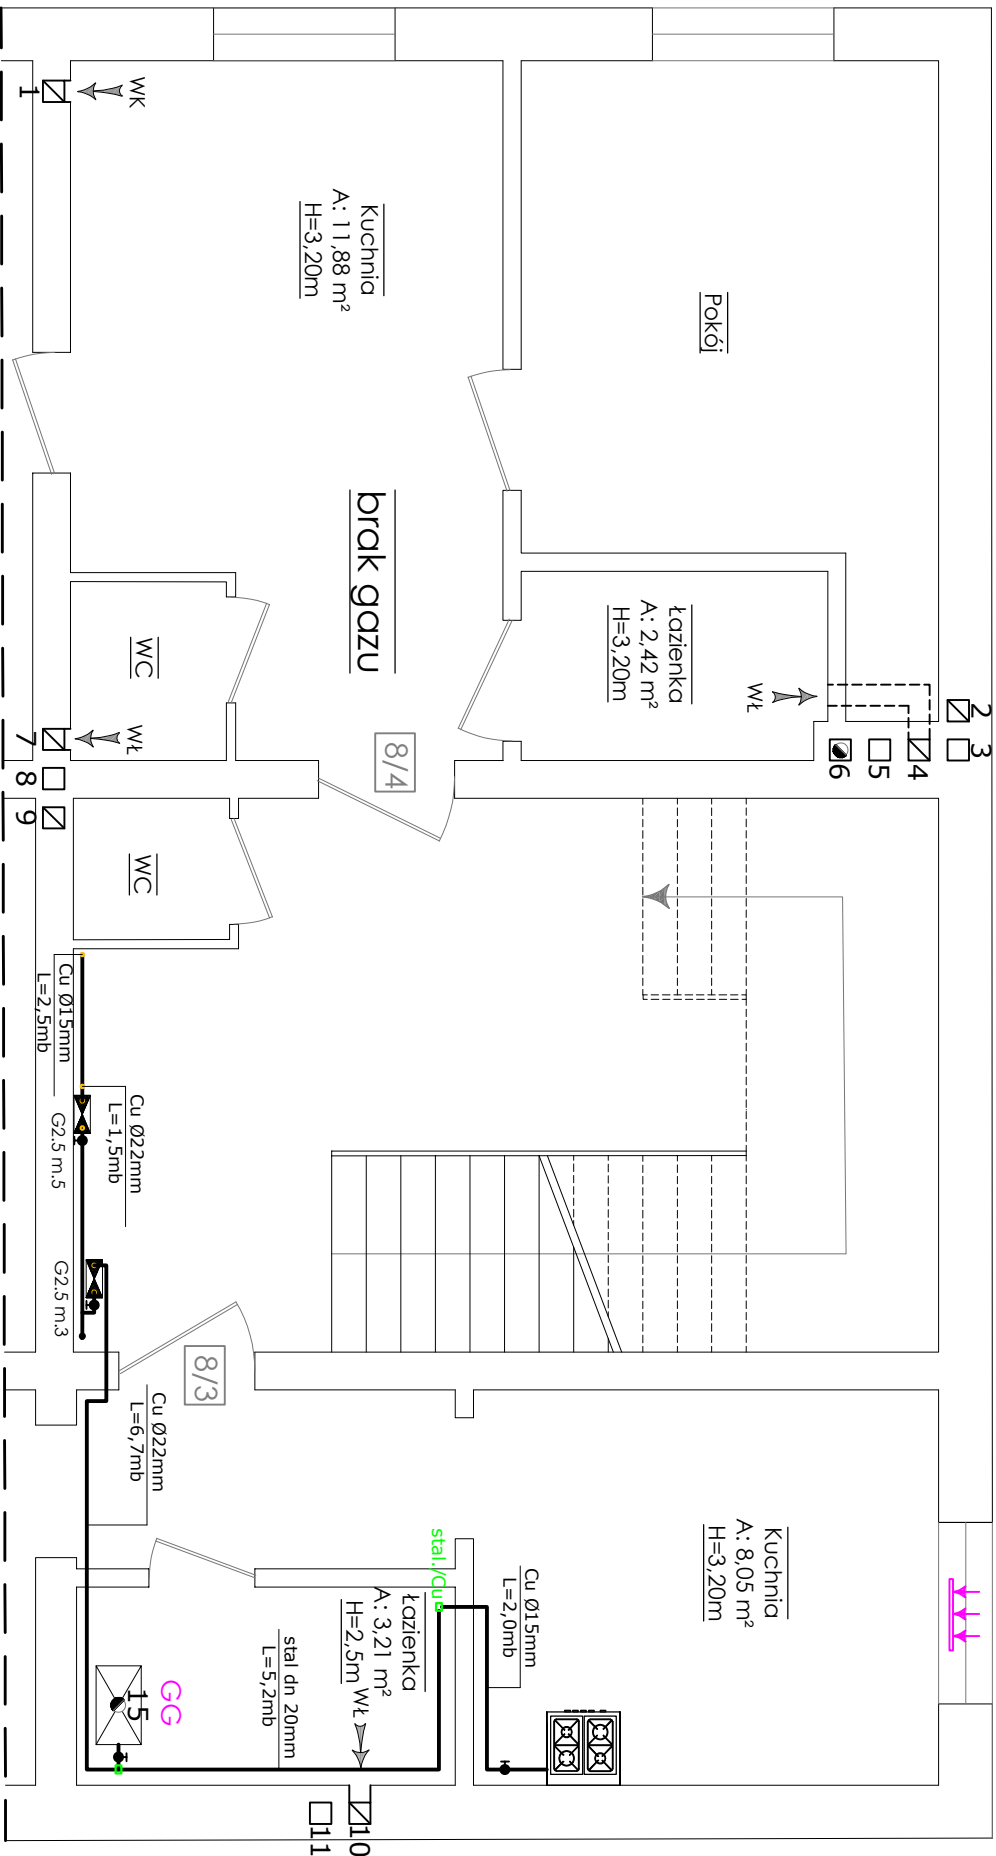 WK
1
Kuchnia
A: 11,88 m²
H=3,20m
Pokój
brak gazu
Łazienka
A: 2,42 m²
H=3,20m
WŁ
2
3
4
5
6
WC
WŁ
7
8
9
8/4
WC
Cu Ø15mm
L=2,5mb
Cu Ø22mm
L=1,5mb
G2.5 m.5
G2.5 m.3
8/3
Cu Ø22mm
L=6,7mb
Kuchnia
A: 8,05 m²
H=3,20m
stal./Cu
Cu Ø15mm
L=2,0mb
Łazienka
A: 3,21 m²
H=2,5m
WŁ
stal dn 20mm
L=5,2mb
GG
15
10
11